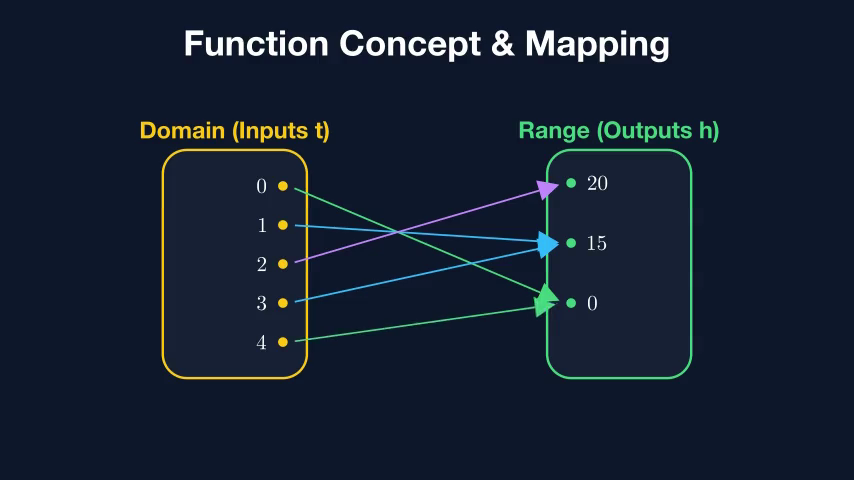 Function Concept & Mapping
Domain (Inputs t)
Range (Outputs h)
0
1
2
3
4
20
15
0